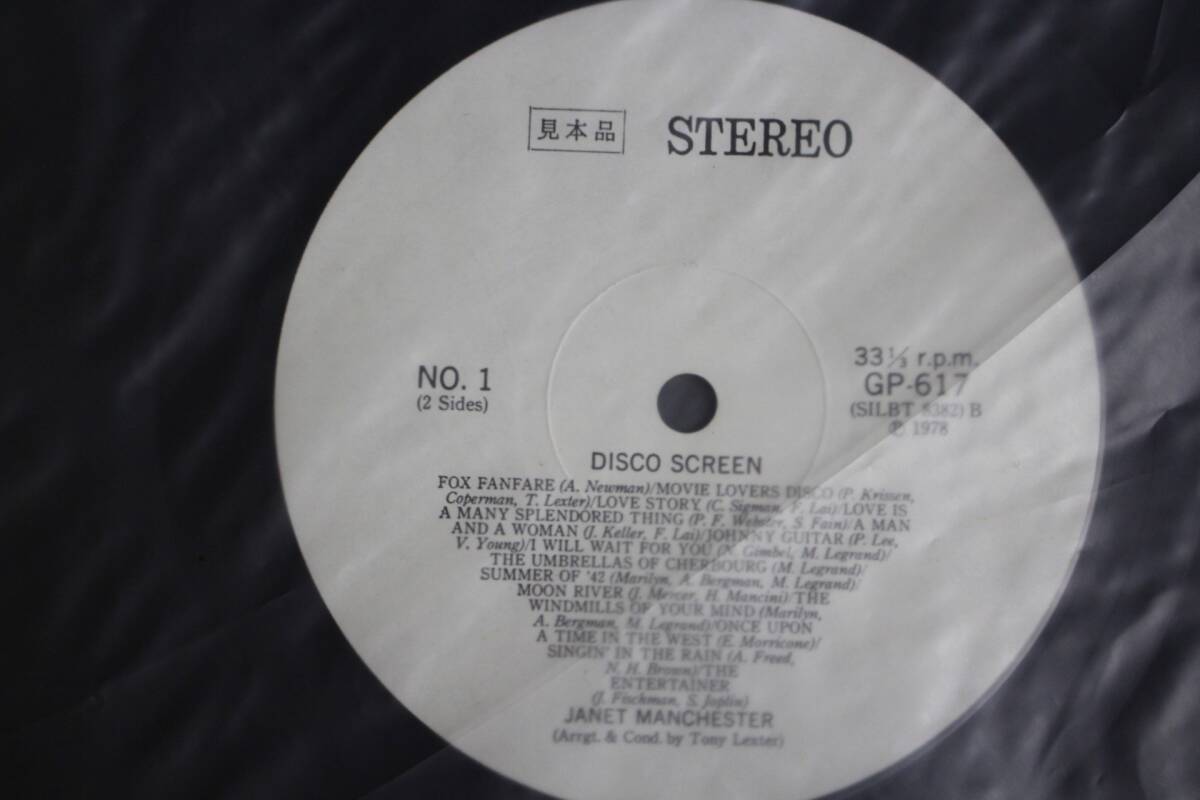 見本品 STEREO
NO. 1
(2 Sides)
33 1/3 r.p.m.
GP-617
(SILBT 8382) B
Ⓟ 1978
DISCO SCREEN
FOX FANFARE (A. Newman)/MOVIE LOVERS DISCO (P. Krissen,
Coperman, T. Lexter)/LOVE STORY (C. Sigman, F. Lai)/LOVE IS
A MANY SPLENDORED THING (P. F. Webster, S. Fain)/A MAN
AND A WOMAN (J. Keller, F. Lai)/JOHNNY GUITAR (P. Lee,
V. Young)/I WILL WAIT FOR YOU (N. Gimbel, M. Legrand)/
THE UMBRELLAS OF CHERBOURG (M. Legrand)/
SUMMER OF '42 (Marilyn, A. Bergman, M. Legrand)/
MOON RIVER (J. Mercer, H. Mancini)/THE
WINDMILLS OF YOUR MIND (Marilyn,
A. Bergman, M. Legrand)/ONCE UPON
A TIME IN THE WEST (E. Morricone)/
SINGIN' IN THE RAIN (A. Freed,
N. H. Brown)/THE
ENTERTAINER
(J. Fischman, S. Joplin)
JANET MANCHESTER
(Arrgt. & Cond. by Tony Lexter)